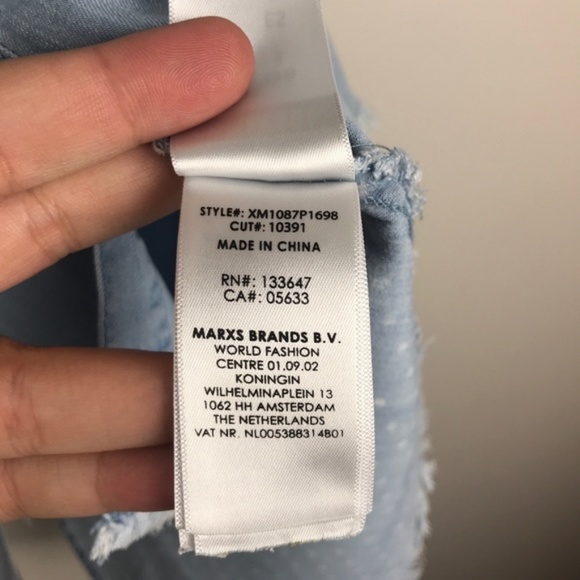 STYLE#: XM1087P1698
CUT#: 10391
MADE IN CHINA
RN#: 133647
CA#: 05633
MARXS BRANDS B.V.
WORLD FASHION
CENTRE 01.09.02
KONINGIN
WILHELMINAPLEIN 13
1062 HH AMSTERDAM
THE NETHERLANDS
VAT NR. NL005388314B01